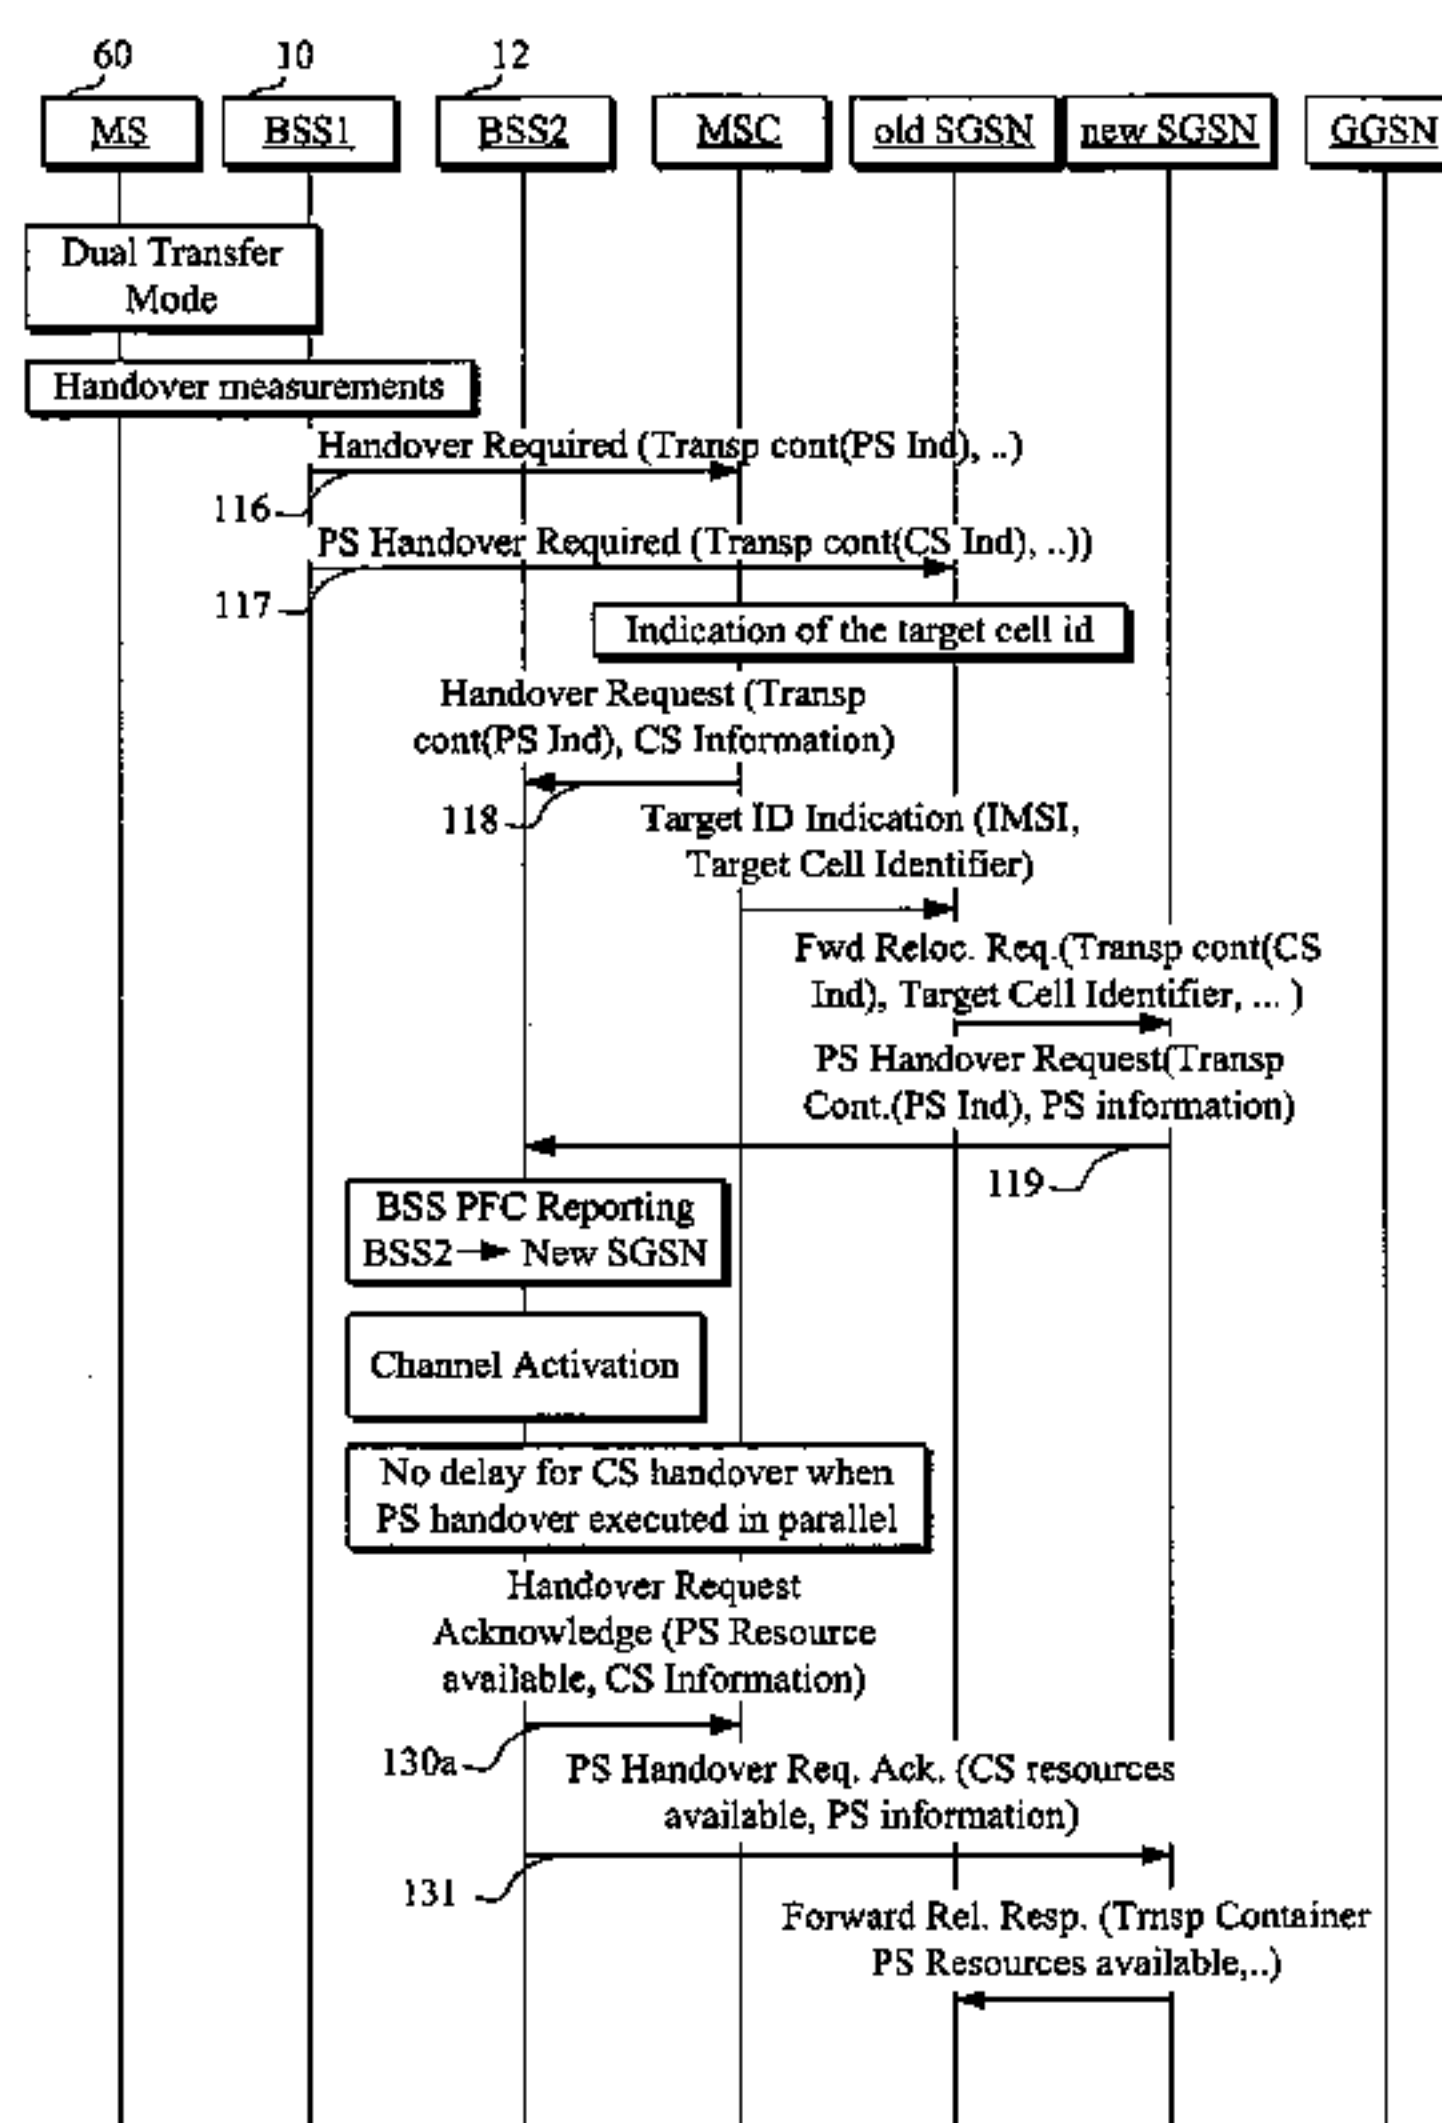 60
10
12
MS
BSS1
BSS2
MSC
old SGSN
new SGSN
GGSN
Dual Transfer
Mode
Handover measurements
Handover Required (Transp cont(PS Ind), ..)
116
PS Handover Required (Transp cont(CS Ind), ..))
117
Indication of the target cell id
Handover Request (Transp
cont(PS Ind), CS Information)
118
Target ID Indication (IMSI,
Target Cell Identifier)
Fwd Reloc. Req.(Transp cont(CS
Ind), Target Cell Identifier, ... )
PS Handover Request(Transp
Cont.(PS Ind), PS information)
119
BSS PFC Reporting
BSS2 → New SGSN
Channel Activation
No delay for CS handover when
PS handover executed in parallel
Handover Request
Acknowledge (PS Resource
available, CS Information)
130a
PS Handover Req. Ack. (CS resources
available, PS information)
131
Forward Rel. Resp. (Trnsp Container
PS Resources available,..)